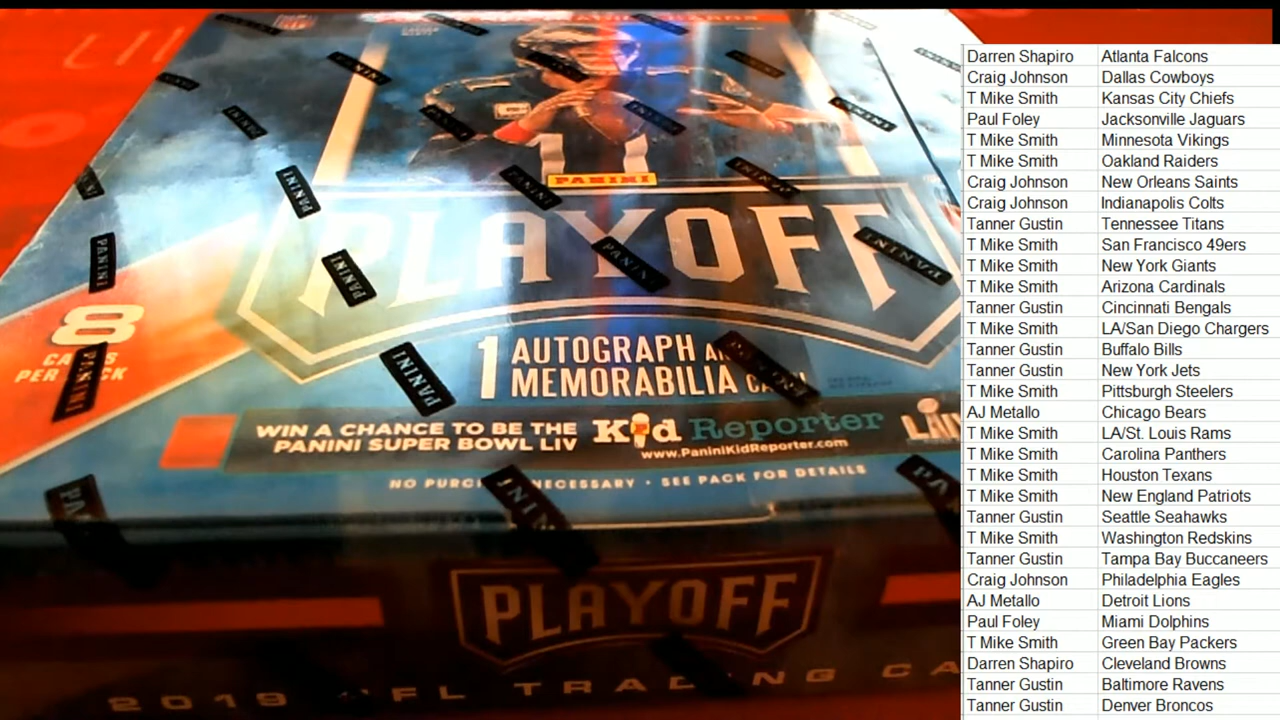 PANINI
PLAYOFF
8
CARDS
PER PACK
1 AUTOGRAPH
MEMORABILIA CARD
WIN A CHANCE TO BE THE
PANINI SUPER BOWL LIV
Kid Reporter
www.PaniniKidReporter.com
NO PURCHASE NECESSARY · SEE PACK FOR DETAILS
PLAYOFF
2019 NFL TRADING CA
Darren Shapiro Atlanta Falcons
Craig Johnson Dallas Cowboys
T Mike Smith Kansas City Chiefs
Paul Foley Jacksonville Jaguars
T Mike Smith Minnesota Vikings
T Mike Smith Oakland Raiders
Craig Johnson New Orleans Saints
Craig Johnson Indianapolis Colts
Tanner Gustin Tennessee Titans
T Mike Smith San Francisco 49ers
T Mike Smith New York Giants
T Mike Smith Arizona Cardinals
Tanner Gustin Cincinnati Bengals
T Mike Smith LA/San Diego Chargers
Tanner Gustin Buffalo Bills
Tanner Gustin New York Jets
T Mike Smith Pittsburgh Steelers
AJ Metallo Chicago Bears
T Mike Smith LA/St. Louis Rams
T Mike Smith Carolina Panthers
T Mike Smith Houston Texans
T Mike Smith New England Patriots
Tanner Gustin Seattle Seahawks
T Mike Smith Washington Redskins
Tanner Gustin Tampa Bay Buccaneers
Craig Johnson Philadelphia Eagles
AJ Metallo Detroit Lions
Paul Foley Miami Dolphins
T Mike Smith Green Bay Packers
Darren Shapiro Cleveland Browns
Tanner Gustin Baltimore Ravens
Tanner Gustin Denver Broncos